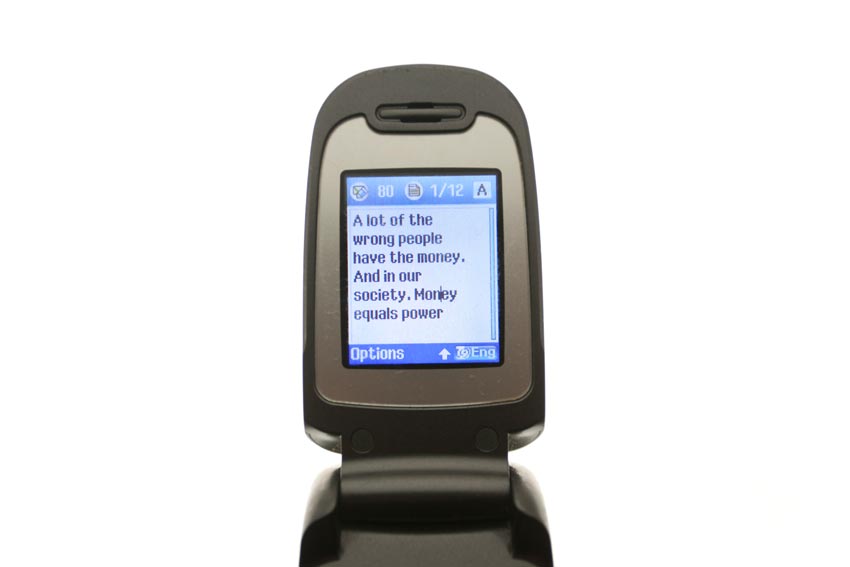 80 1/12 A
A lot of the
wrong people
have the money.
And in our
society. Money
equals power
Options Eng